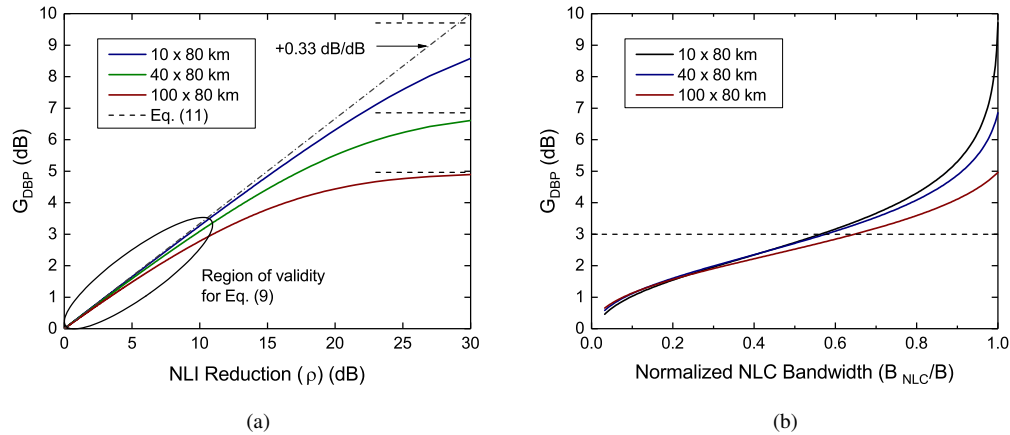 10
9
8
7
6
5
4
3
2
1
0
G_DBP (dB)
10 x 80 km
40 x 80 km
100 x 80 km
Eq. (11)
+0.33 dB/dB
Region of validity
for Eq. (9)
0 5 10 15 20 25 30
NLI Reduction (ρ) (dB)
(a)
10
9
8
7
6
5
4
3
2
1
0
G_DBP (dB)
10 x 80 km
40 x 80 km
100 x 80 km
0.0 0.2 0.4 0.6 0.8 1.0
Normalized NLC Bandwidth (B_NLC/B)
(b)